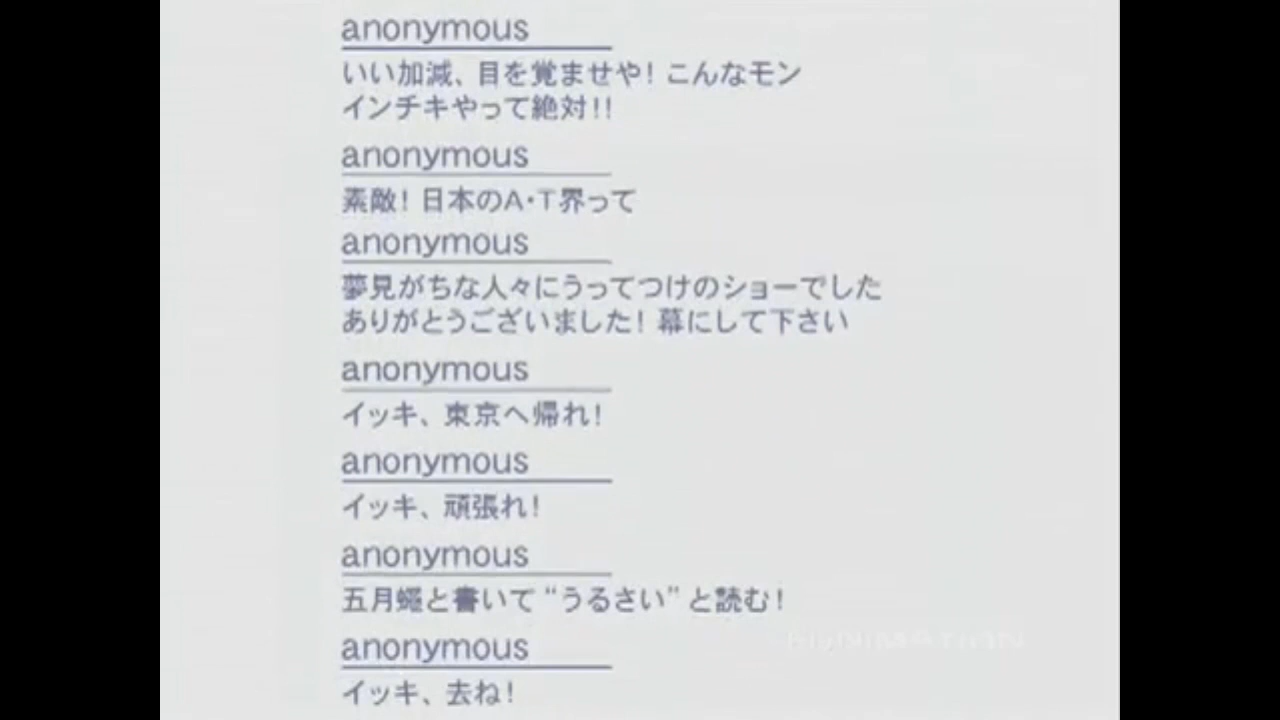 anonymous
いい加減、目を覚ませや！こんなモン
インチキやって絶対！！
anonymous
素敵！日本のA・T界って
anonymous
夢見がちな人々にうってつけのショーでした
ありがとうございました！幕にして下さい
anonymous
イッキ、東京へ帰れ！
anonymous
イッキ、頑張れ！
anonymous
五月蠅と書いて“うるさい”と読む！
anonymous
イッキ、去ね！